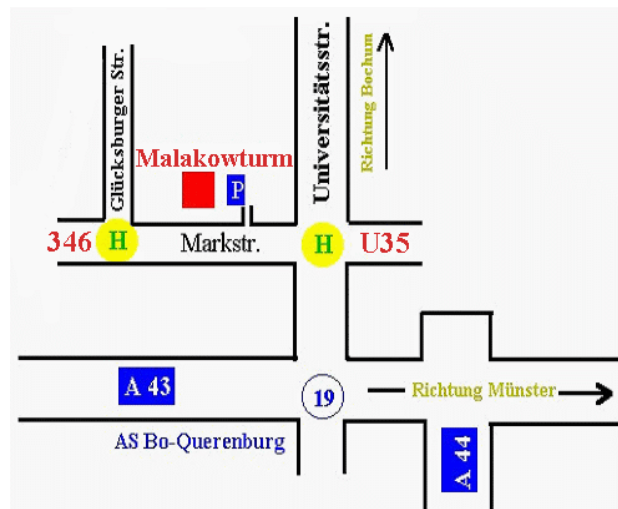 Glücksburger Str.
Universitätsstr.
Richtung Bochum
Malakowturm
P
346
H
Markstr.
H
U35
A 43
19
Richtung Münster
AS Bo-Querenburg
A 44